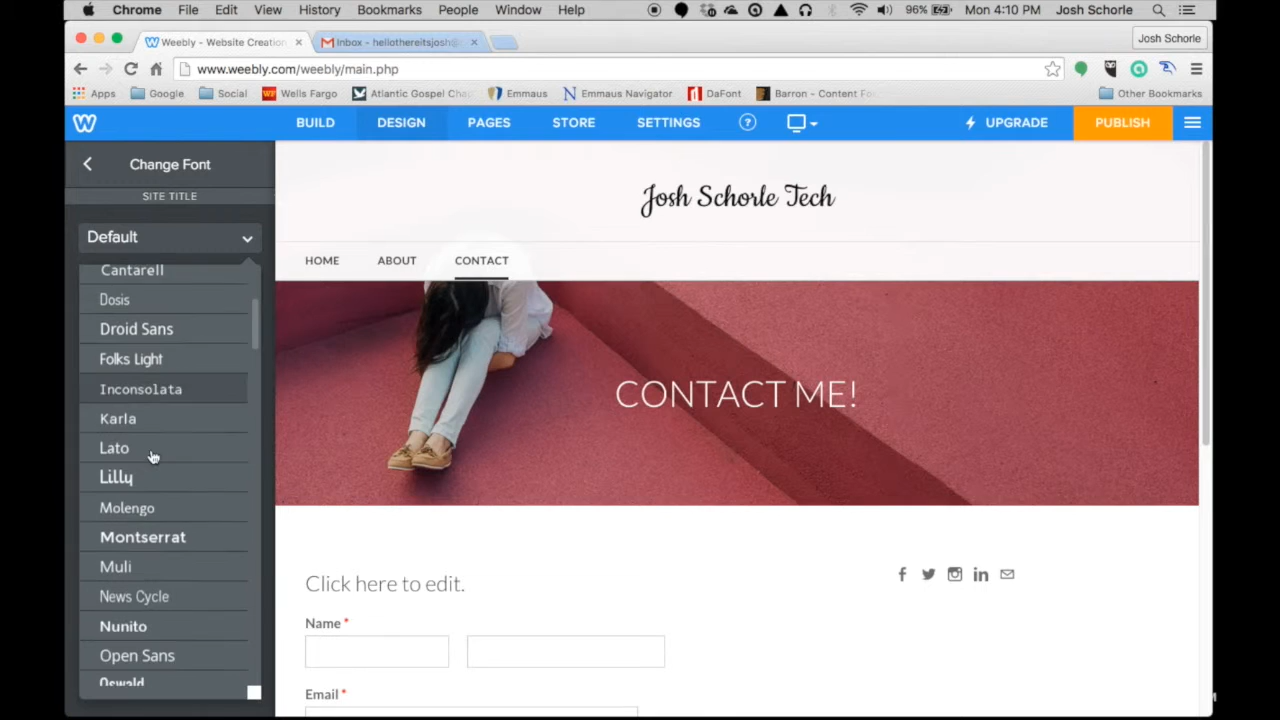 Chrome File Edit View History Bookmarks People Window Help 96% Mon 4:10 PM Josh Schorle
Weebly - Website Creation Inbox - hellothereitsjosh@ Josh Schorle
www.weebly.com/weebly/main.php
Apps Google Social Wells Fargo Atlantic Gospel Emmaus Emmaus Navigator DaFont Barron - Content Other Bookmarks
BUILD DESIGN PAGES STORE SETTINGS ? UPGRADE PUBLISH
Change Font
SITE TITLE
Default
Cantarell
Dosis
Droid Sans
Folks Light
Inconsolata
Karla
Lato
Lilly
Molengo
Montserrat
Muli
News Cycle
Nunito
Open Sans
Oswald
Josh Schorle Tech
HOME ABOUT CONTACT
CONTACT ME!
Click here to edit.
Name *
Email *